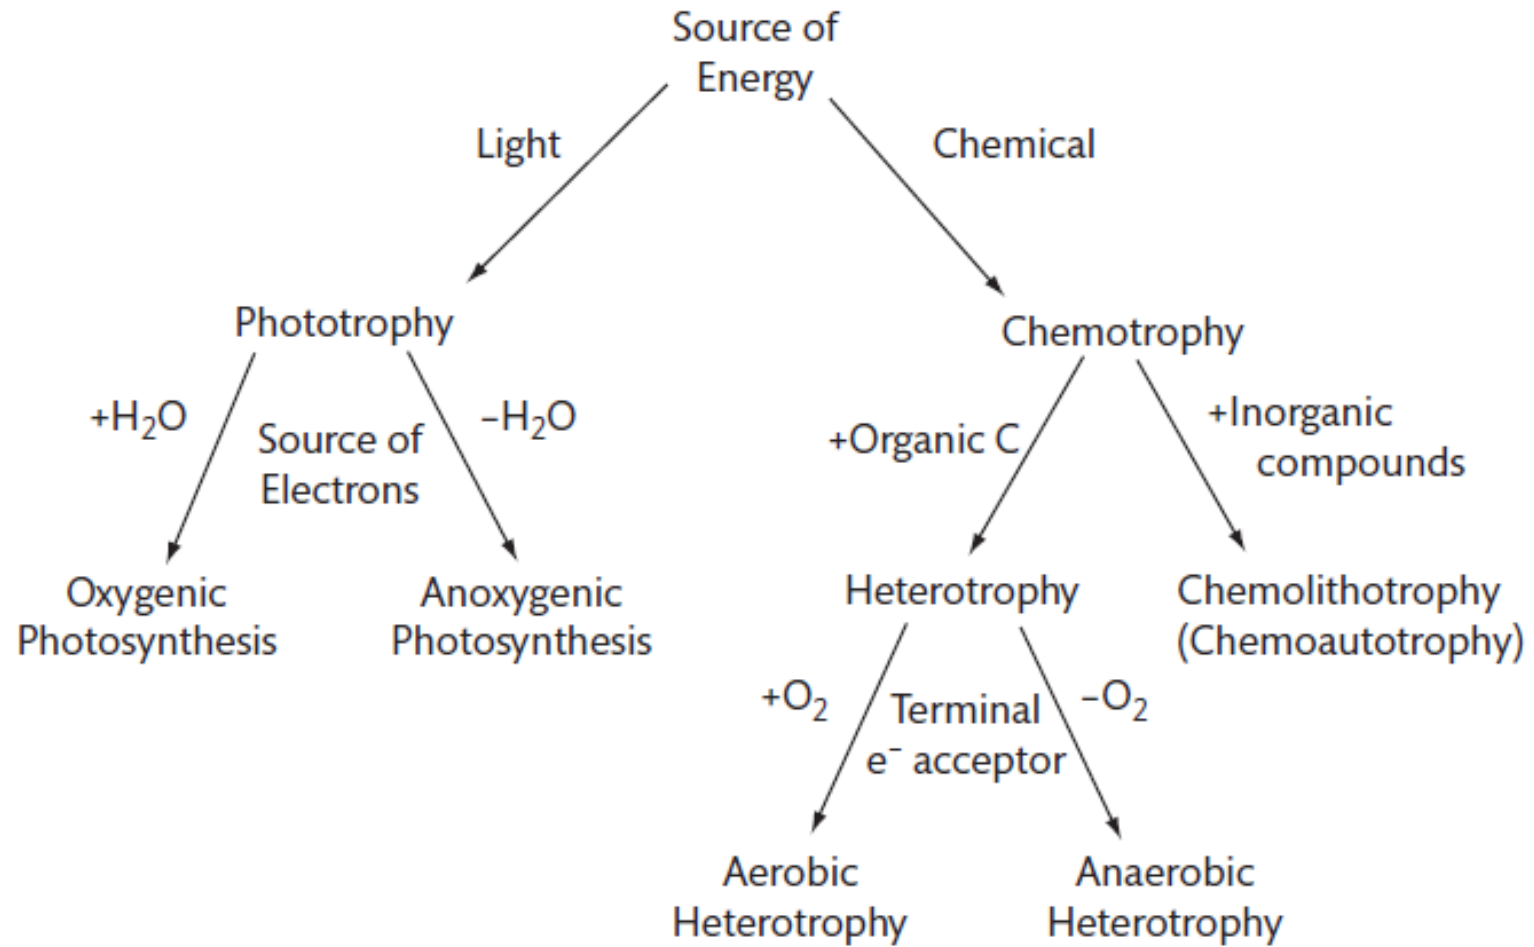 Source of
Energy
Light
Chemical
Phototrophy
Chemotrophy
+H₂O
Source of
Electrons
−H₂O
+Organic C
+Inorganic
compounds
Oxygenic
Photosynthesis
Anoxygenic
Photosynthesis
Heterotrophy
Chemolithotrophy
(Chemoautotrophy)
+O₂
Terminal
e⁻ acceptor
−O₂
Aerobic
Heterotrophy
Anaerobic
Heterotrophy